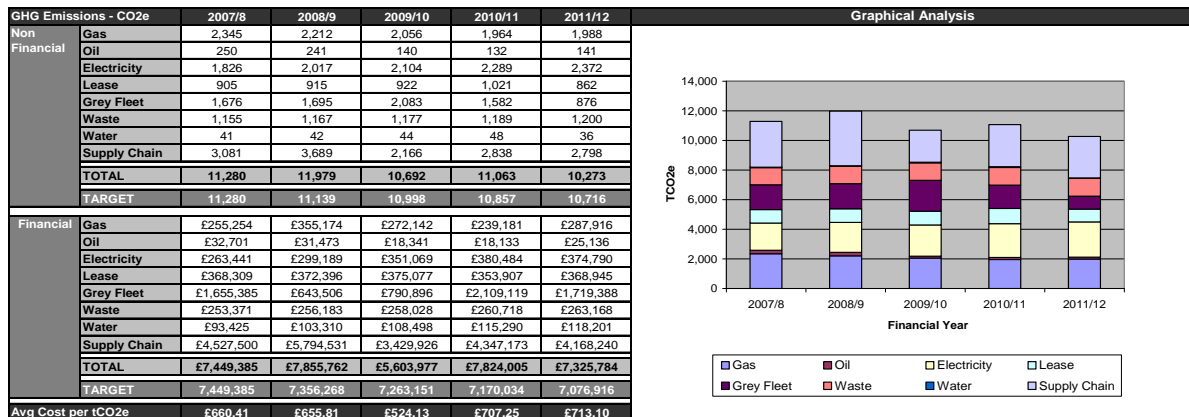 GHG Emissions - CO2e 2007/8 2008/9 2009/10 2010/11 2011/12
Non Financial
Gas 2,345 2,212 2,056 1,964 1,988
Oil 250 241 140 132 141
Electricity 1,826 2,017 2,104 2,289 2,372
Lease 905 915 922 1,021 862
Grey Fleet 1,676 1,695 2,083 1,582 876
Waste 1,155 1,167 1,177 1,189 1,200
Water 41 42 44 48 36
Supply Chain 3,081 3,689 2,166 2,838 2,798
TOTAL 11,280 11,979 10,692 11,063 10,273
TARGET 11,280 11,139 10,998 10,857 10,716
Financial
Gas £255,254 £355,174 £272,142 £239,181 £287,916
Oil £32,701 £31,473 £18,341 £18,133 £25,136
Electricity £263,441 £299,189 £351,069 £380,484 £374,790
Lease £368,309 £372,396 £375,077 £353,907 £368,945
Grey Fleet £1,655,385 £643,506 £790,896 £2,109,119 £1,719,388
Waste £253,371 £256,183 £258,028 £260,718 £263,168
Water £93,425 £103,310 £108,498 £115,290 £118,201
Supply Chain £4,527,500 £5,794,531 £3,429,926 £4,347,173 £4,168,240
TOTAL £7,449,385 £7,855,762 £5,603,977 £7,824,005 £7,325,784
TARGET 7,449,385 7,356,268 7,263,151 7,170,034 7,076,916
Avg Cost per tCO2e £660.41 £655.81 £524.13 £707.25 £713.10
Graphical Analysis
14,000
12,000
10,000
8,000
6,000
4,000
2,000
0
TCO2e
2007/8 2008/9 2009/10 2010/11 2011/12
Financial Year
Gas Oil Electricity Lease
Grey Fleet Waste Water Supply Chain